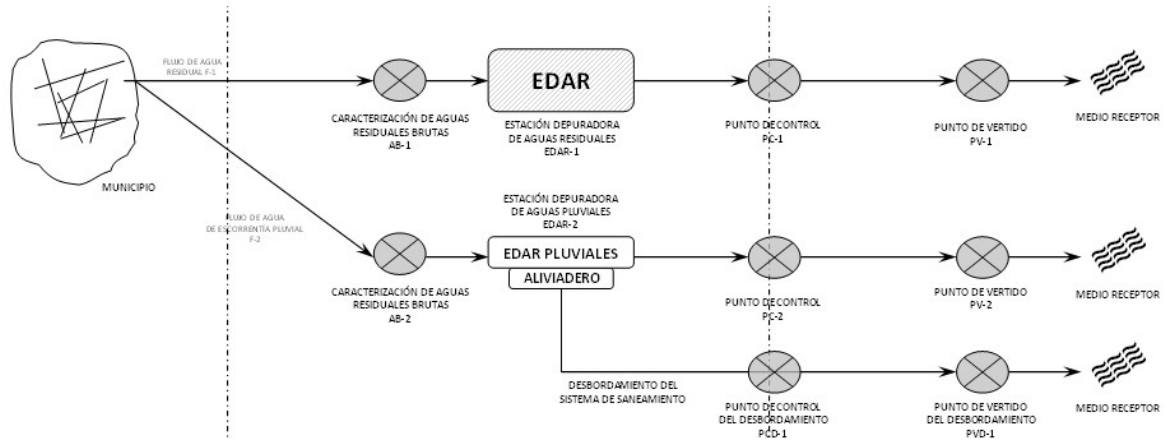 FLUJO DE AGUA
RESIDUAL F-1
EDAR
CARACTERIZACIÓN DE AGUAS
RESIDUALES BRUTAS
AB-1
ESTACIÓN DEPURADORA
DE AGUAS RESIDUALES
EDAR-1
PUNTO DE CONTROL
PC-1
PUNTO DE VERTIDO
PV-1
MEDIO RECEPTOR
MUNICIPIO
FLUJO DE AGUA
DE ESCORRENTÍA PLUVIAL
F-2
ESTACIÓN DEPURADORA
DE AGUAS PLUVIALES
EDAR-2
EDAR PLUVIALES
ALIVIADERO
CARACTERIZACIÓN DE AGUAS
RESIDUALES BRUTAS
AB-2
PUNTO DE CONTROL
PC-2
PUNTO DE VERTIDO
PV-2
MEDIO RECEPTOR
DESBORDAMIENTO DEL
SISTEMA DE SANEAMIENTO
PUNTO DE CONTROL
DEL DESBORDAMIENTO
PCD-1
PUNTO DE VERTIDO
DEL DESBORDAMIENTO
PVD-1
MEDIO RECEPTOR